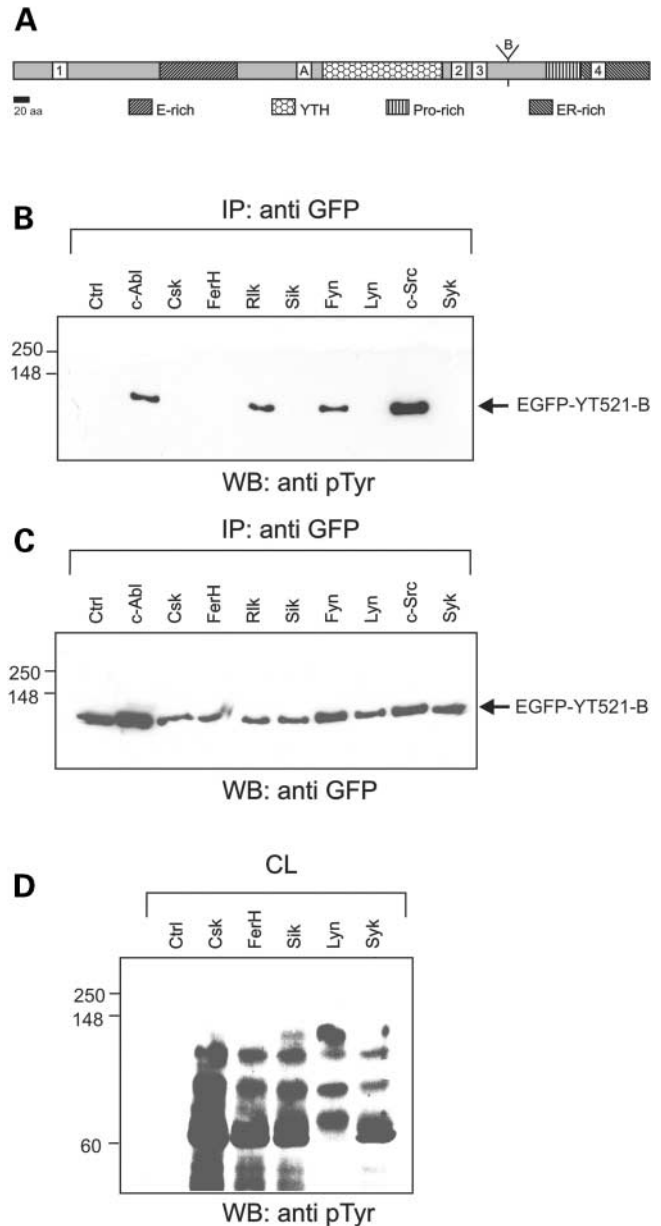 A
B
1 A 2 3 4
20 aa E-rich YTH Pro-rich ER-rich
B
IP: anti GFP
Ctrl c-Abl Csk FerH Rlk Sik Fyn Lyn c-Src Syk
250
148
EGFP-YT521-B
WB: anti pTyr
C
IP: anti GFP
Ctrl c-Abl Csk FerH Rlk Sik Fyn Lyn c-Src Syk
250
148
EGFP-YT521-B
WB: anti GFP
D
CL
Ctrl Csk FerH Sik Lyn Syk
250
148
60
WB: anti pTyr